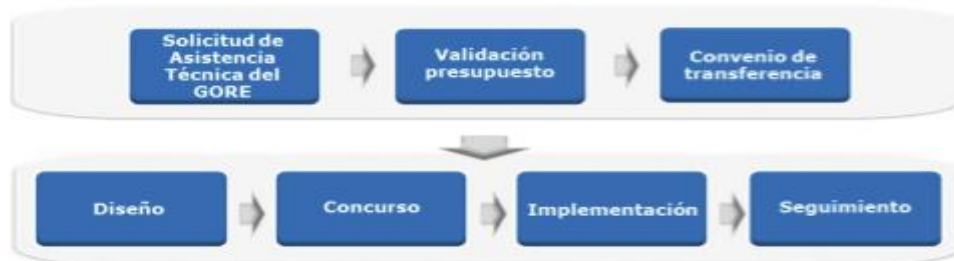 Solicitud de
Asistencia
Técnica del
GORE
Validación
presupuesto
Convenio de
transferencia
Diseño
Concurso
Implementación
Seguimiento